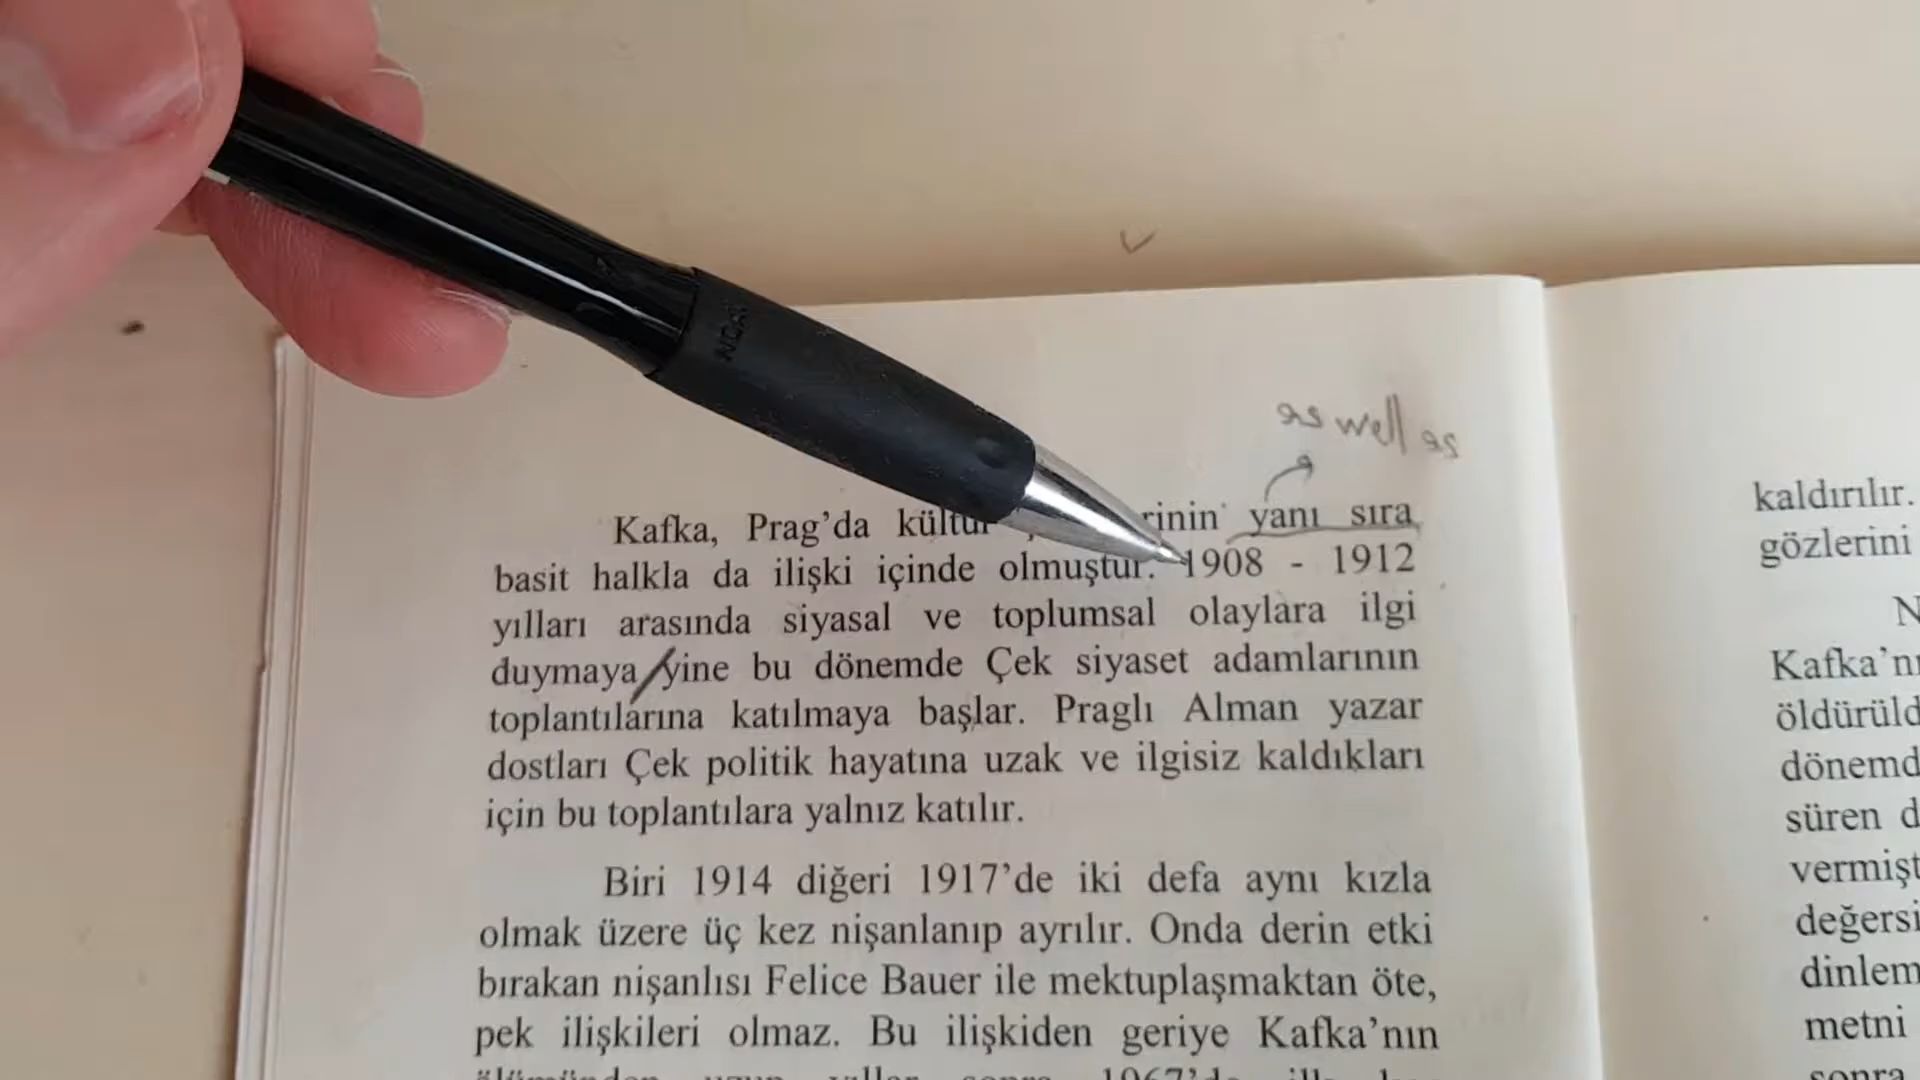 as well as
Kafka, Prag’da kültür rinin yanı sıra
basit halkla da ilişki içinde olmuştur. 1908 - 1912
yılları arasında siyasal ve toplumsal olaylara ilgi
duymaya yine bu dönemde Çek siyaset adamlarının
toplantılarına katılmaya başlar. Praglı Alman yazar
dostları Çek politik hayatına uzak ve ilgisiz kaldıkları
için bu toplantılara yalnız katılır.
Biri 1914 diğeri 1917’de iki defa aynı kızla
olmak üzere üç kez nişanlanıp ayrılır. Onda derin etki
bırakan nişanlısı Felice Bauer ile mektuplaşmaktan öte,
pek ilişkileri olmaz. Bu ilişkiden geriye Kafka’nın
kaldırılır.
gözlerini
Kafka’nı
öldürüld
dönemd
süren d
vermişt
değersi
dinlem
metni
sonra